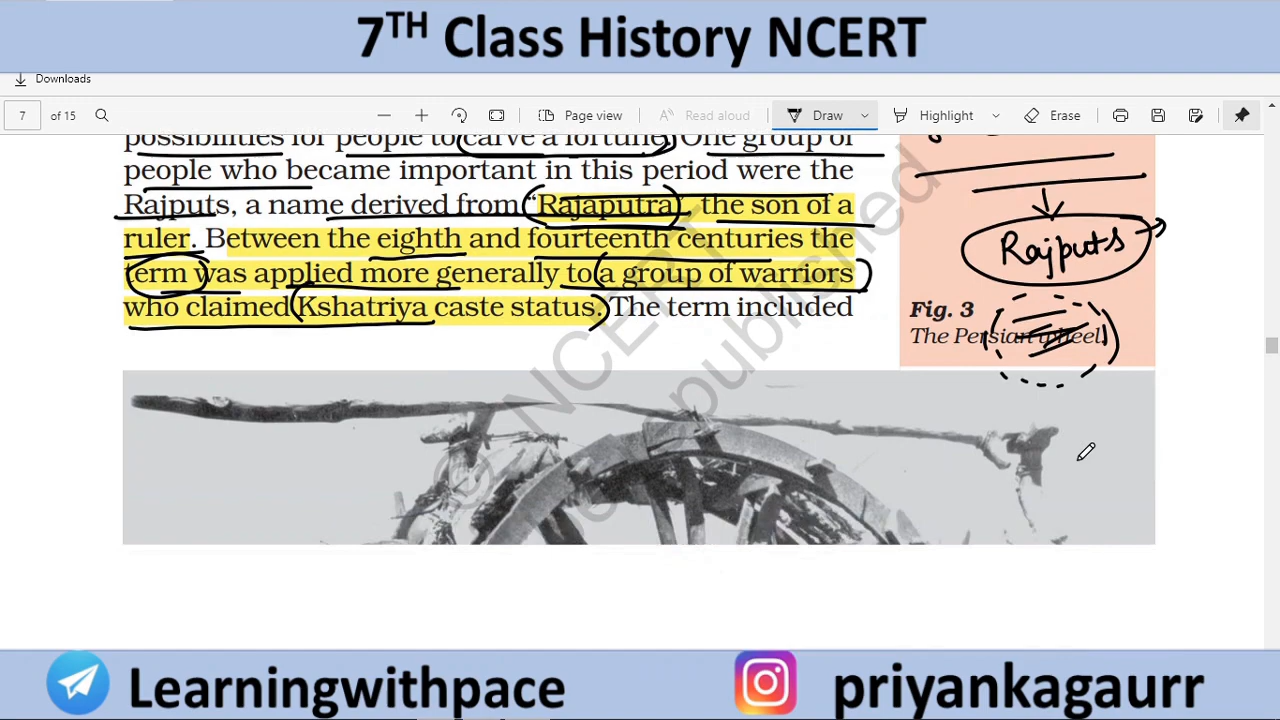 7TH Class History NCERT
Downloads
7 of 15
Page view
Read aloud
Draw
Highlight
Erase
possibilities for people to carve a fortune. One group of
people who became important in this period were the
Rajputs, a name derived from “Rajaputra”, the son of a
ruler. Between the eighth and fourteenth centuries the
term was applied more generally to a group of warriors
who claimed Kshatriya caste status. The term included
Rajputs
Fig. 3
The Persian wheel.
© NCERT
republished
Learningwithpace
priyankagaurr